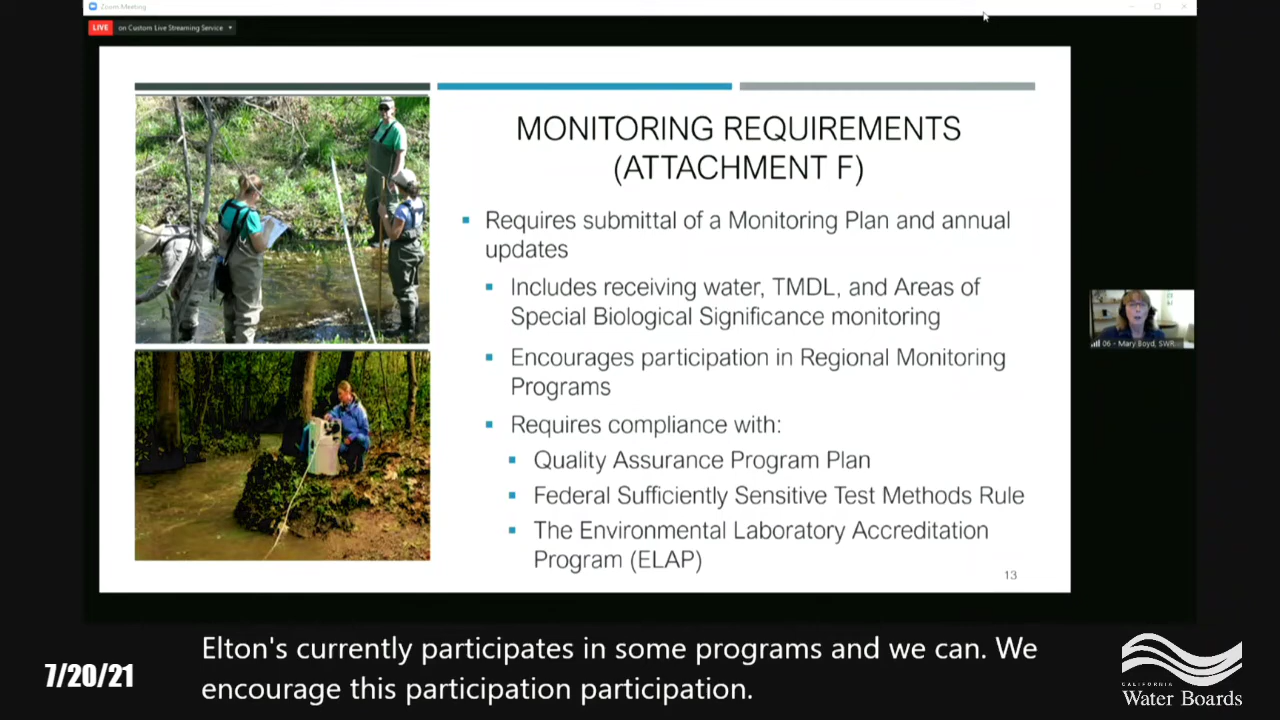 Zoom Meeting
LIVE on Custom Live Streaming Service
MONITORING REQUIREMENTS
(ATTACHMENT F)
Requires submittal of a Monitoring Plan and annual
updates
Includes receiving water, TMDL, and Areas of
Special Biological Significance monitoring
Encourages participation in Regional Monitoring
Programs
Requires compliance with:
Quality Assurance Program Plan
Federal Sufficiently Sensitive Test Methods Rule
The Environmental Laboratory Accreditation
Program (ELAP)
13
06 - Mary Boyd, SWR
Elton's currently participates in some programs and we can. We
encourage this participation participation.
7/20/21
CALIFORNIA
Water Boards